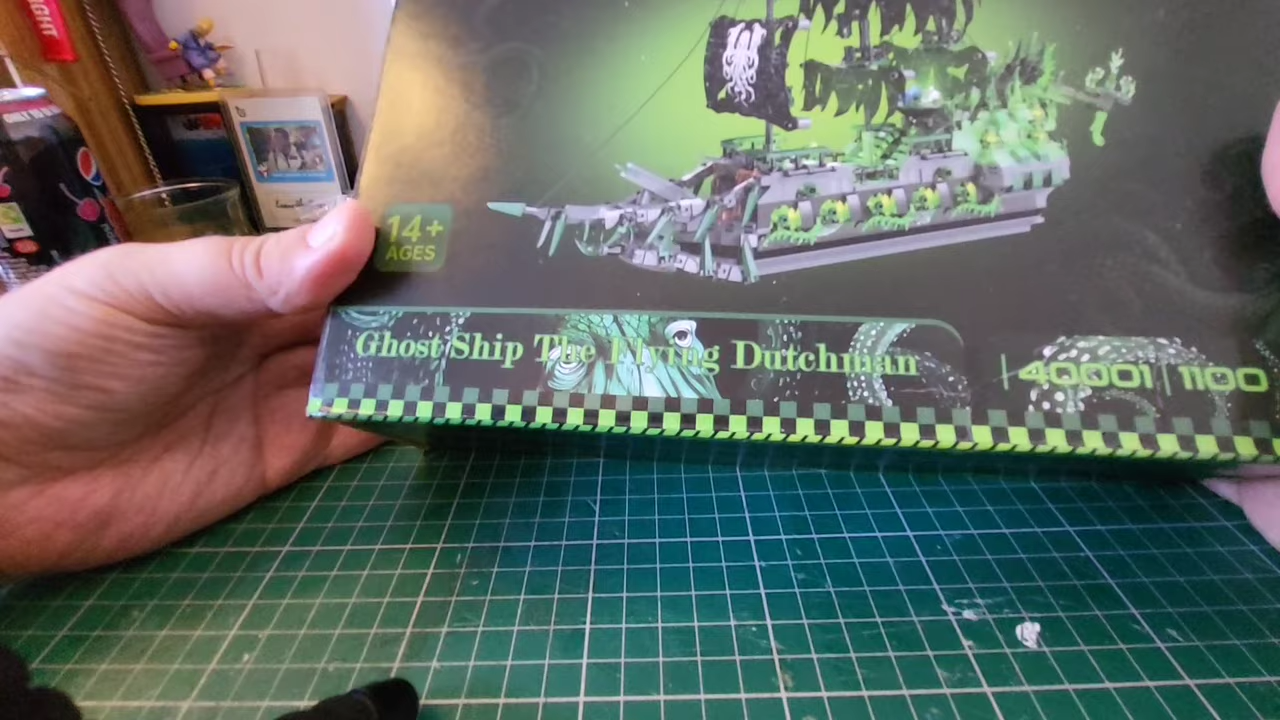 14+
AGES
Ghost Ship The Flying Dutchman
40001 | 1100